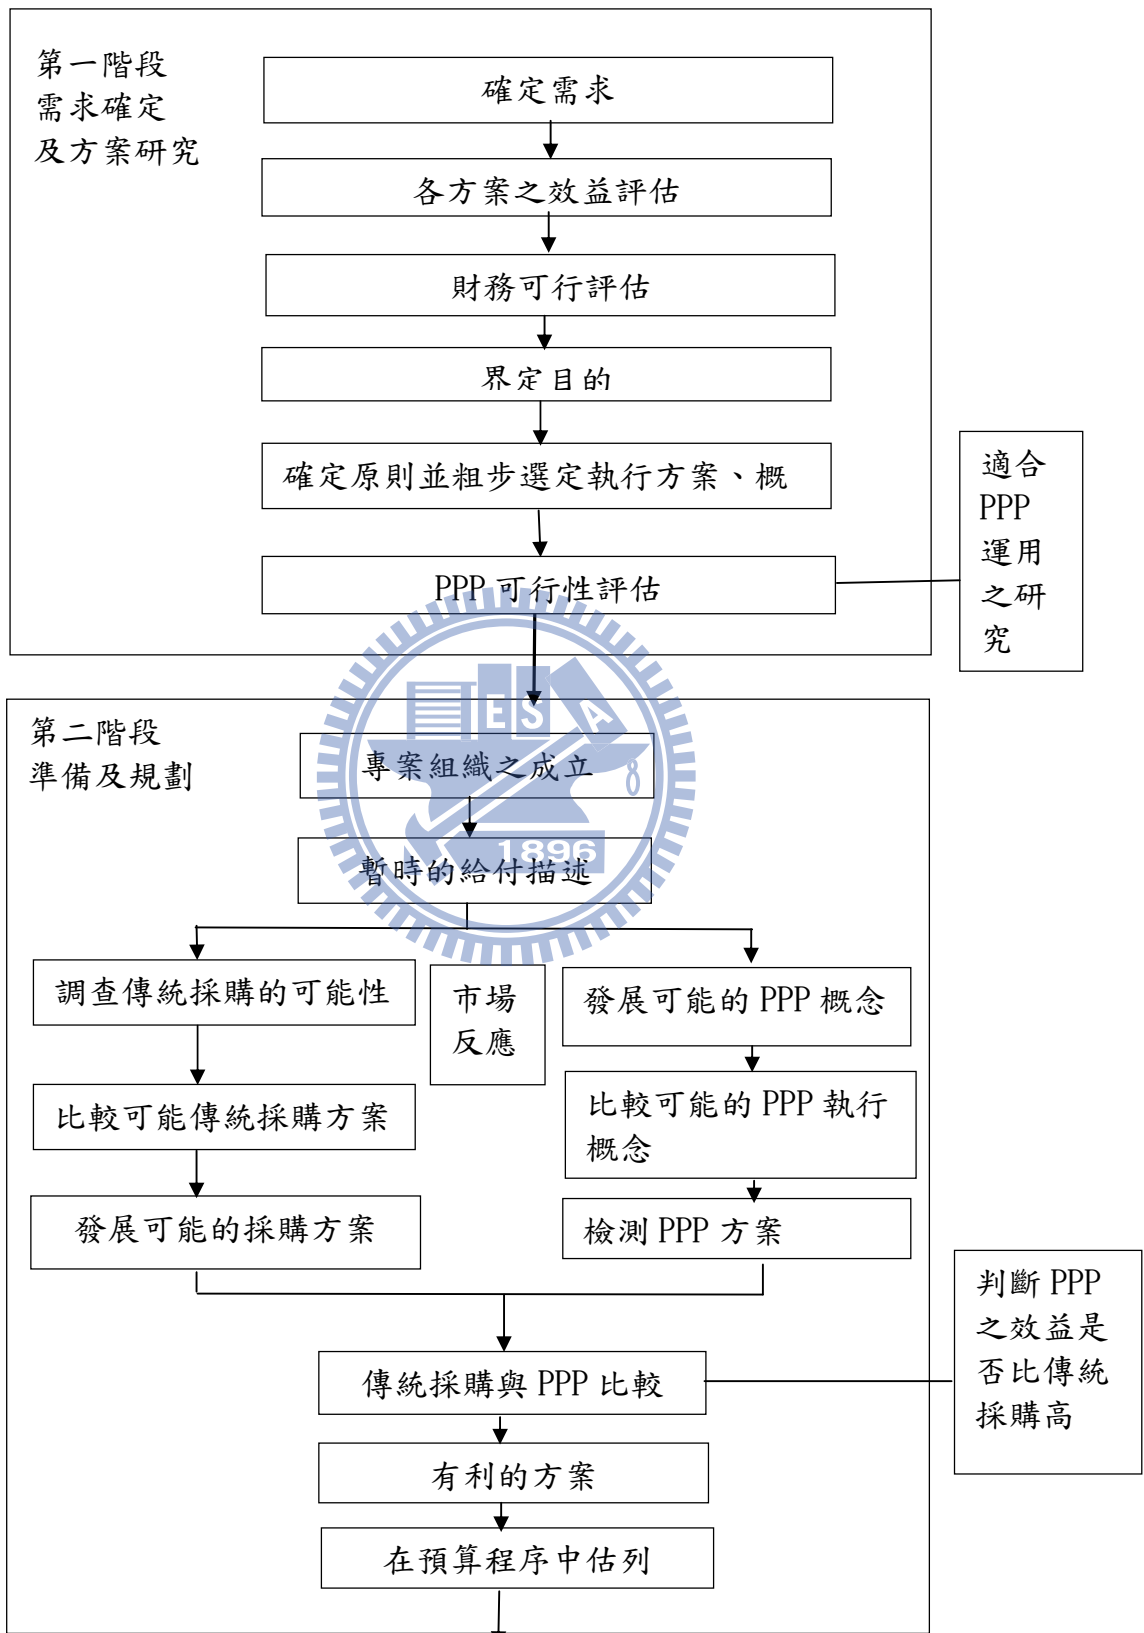 第一階段
需求確定
及方案研究
確定需求
各方案之效益評估
財務可行評估
界定目的
確定原則並粗步選定執行方案、概
PPP 可行性評估
適合
PPP
運用
之研
究
第二階段
準備及規劃
專案組織之成立
暫時的給付描述
調查傳統採購的可能性
市場
反應
發展可能的 PPP 概念
比較可能傳統採購方案
比較可能的 PPP 執行
概念
發展可能的採購方案
檢測 PPP 方案
傳統採購與 PPP 比較
判斷 PPP
之效益是
否比傳統
採購高
有利的方案
在預算程序中估列
E S A
1896